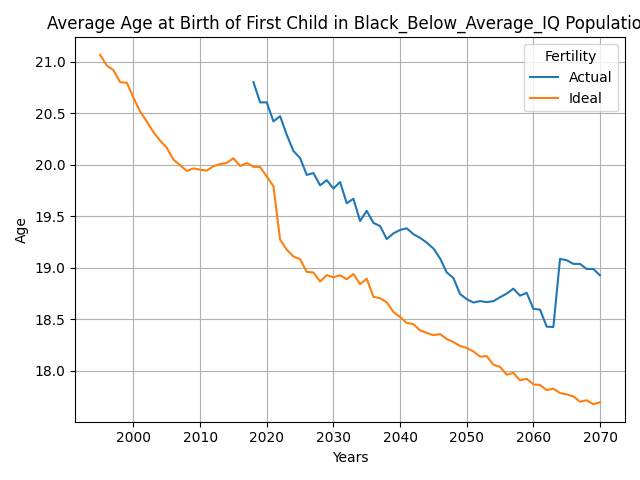 Average Age at Birth of First Child in Black_Below_Average_IQ Populatio
Fertility
Actual
Ideal
21.0
20.5
20.0
19.5
19.0
18.5
18.0
Age
2000 2010 2020 2030 2040 2050 2060 2070
Years